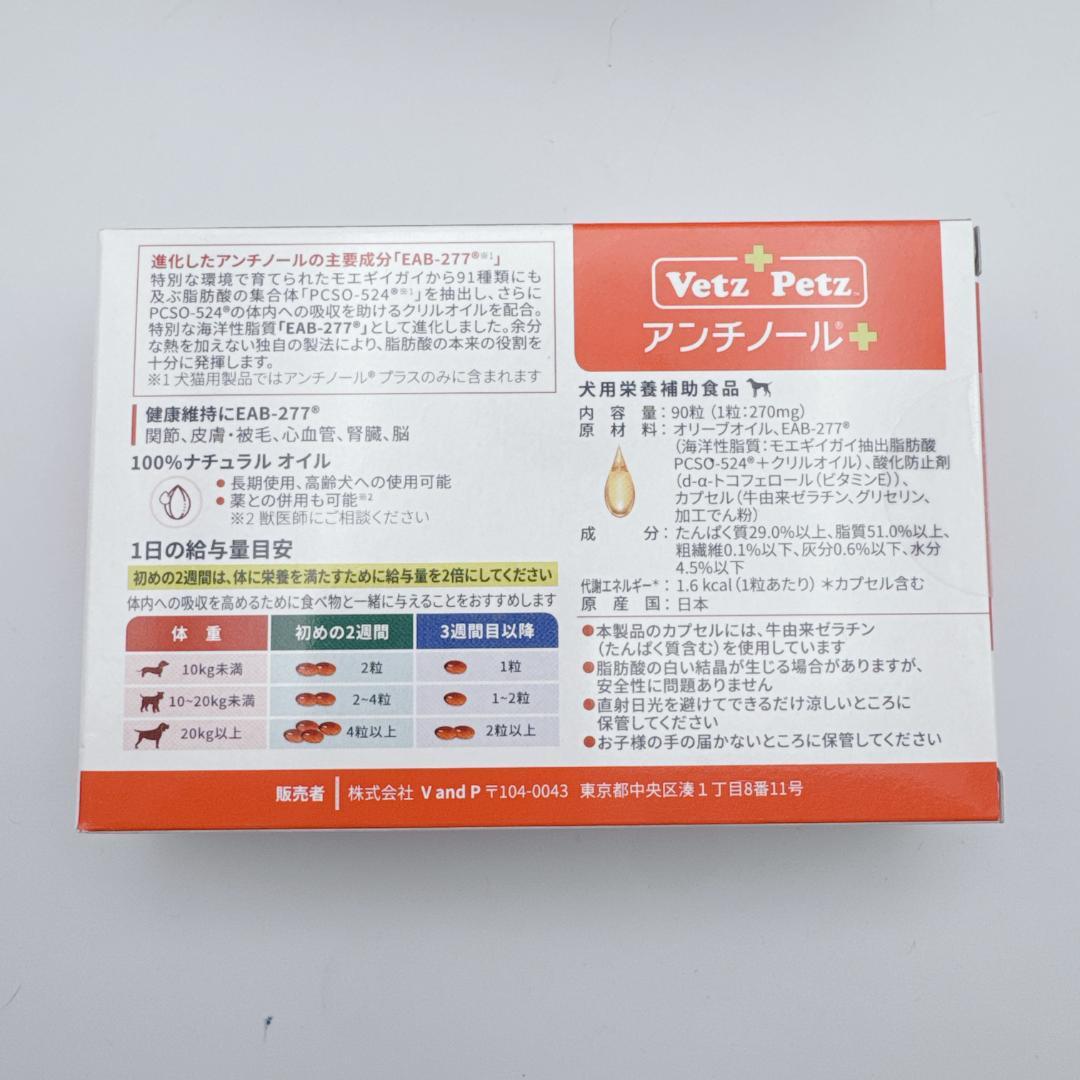 進化したアンチノールの主要成分「EAB-277®※1」
特別な環境で育てられたモエギイガイから91種類にも
及ぶ脂肪酸の集合体「PCSO-524®※1」を抽出し、さらに
PCSO-524®の体内への吸収を助けるクリルオイルを配合。
特別な海洋性脂質「EAB-277®」として進化しました。余分
な熱を加えない独自の製法により、脂肪酸の本来の役割を
十分に発揮します。
※1 犬猫用製品ではアンチノール® プラスのみに含まれます
健康維持にEAB-277®
関節、皮膚・被毛、心血管、腎臓、脳
100%ナチュラル オイル
● 長期使用、高齢犬への使用可能
● 薬との併用も可能※2
※2 獣医師にご相談ください
1日の給与量目安
初めの2週間は、体に栄養を満たすために給与量を2倍にしてください
体内への吸収を高めるために食べ物と一緒に与えることをおすすめします
体 重 初めの2週間 3週間目以降
10kg未満 2粒 1粒
10~20kg未満 2~4粒 1~2粒
20kg以上 4粒以上 2粒以上
Vetz Petz™
アンチノール®
犬用栄養補助食品
内容量:90粒(1粒:270mg)
原材料:オリーブオイル、EAB-277®
(海洋性脂質:モエギイガイ抽出脂肪酸
PCSO-524®+クリルオイル)、酸化防止剤
(d-α-トコフェロール(ビタミンE))、
カプセル(牛由来ゼラチン、グリセリン、
加工でん粉)
成分:たんぱく質29.0%以上、脂質51.0%以上、
粗繊維0.1%以下、灰分0.6%以下、水分
4.5%以下
代謝エネルギー*:1.6 kcal(1粒あたり) *カプセル含む
原産国:日本
●本製品のカプセルには、牛由来ゼラチン
(たんぱく質含む)を使用しています
●脂肪酸の白い結晶が生じる場合がありますが、
安全性に問題ありません
●直射日光を避けてできるだけ涼しいところに
保管してください
●お子様の手の届かないところに保管してください
販売者 株式会社 V and P 〒104-0043 東京都中央区湊1丁目8番11号